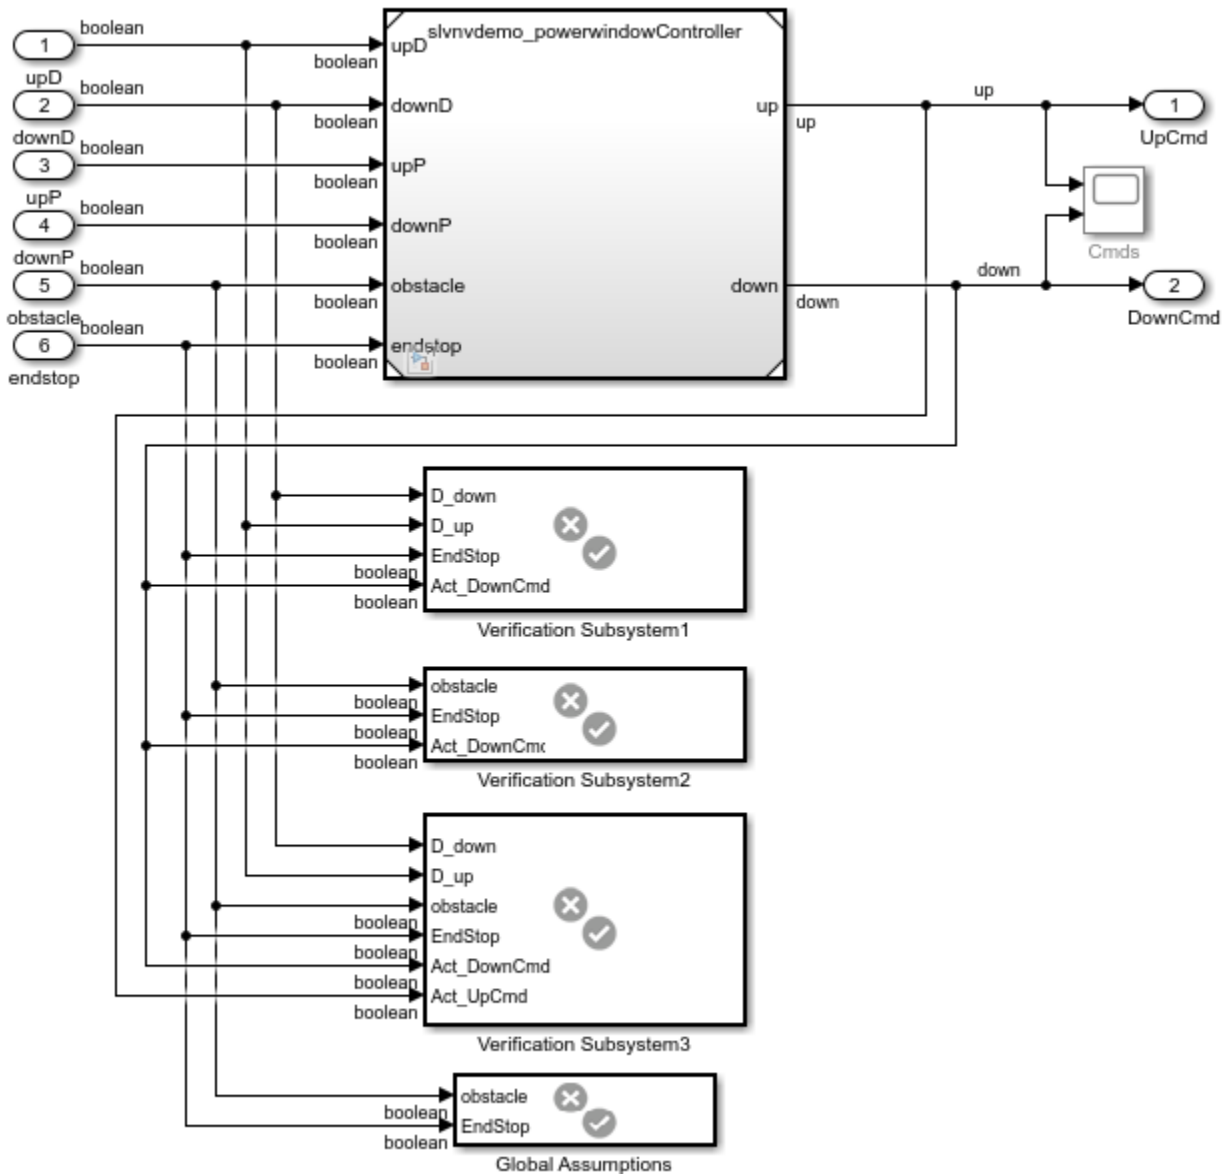 boolean
1
upD
boolean
2
downD
boolean
3
upP
boolean
4
downP
boolean
5
obstacle
boolean
6
endstop
slvnvdemo_powerwindowController
upD
boolean
downD
boolean
upP
boolean
downP
boolean
obstacle
boolean
endstop
boolean
up
up
up
1
UpCmd
Cmds
down
down
down
2
DownCmd
D_down
D_up
EndStop
boolean
Act_DownCmd
boolean
Verification Subsystem1
obstacle
boolean
EndStop
boolean
Act_DownCmd
boolean
Verification Subsystem2
D_down
D_up
obstacle
boolean
EndStop
boolean
Act_DownCmd
boolean
Act_UpCmd
boolean
Verification Subsystem3
obstacle
boolean
EndStop
boolean
Global Assumptions